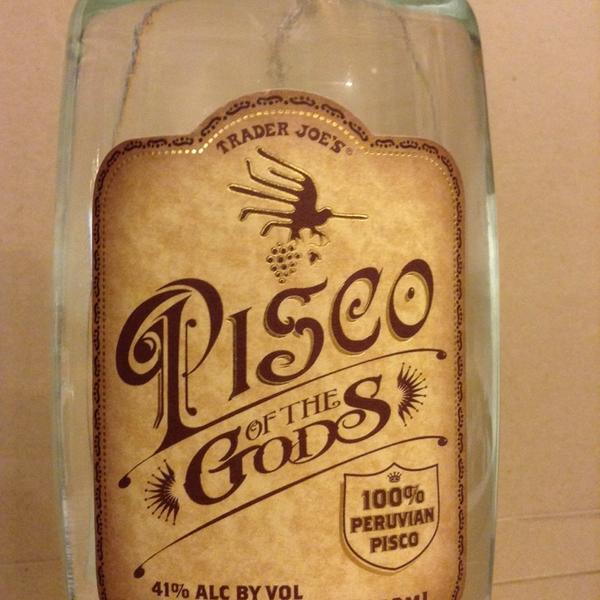 TRADER JOE'S®
PISCO
OF THE
GODS
100%
PERUVIAN
PISCO
41% ALC BY VOL